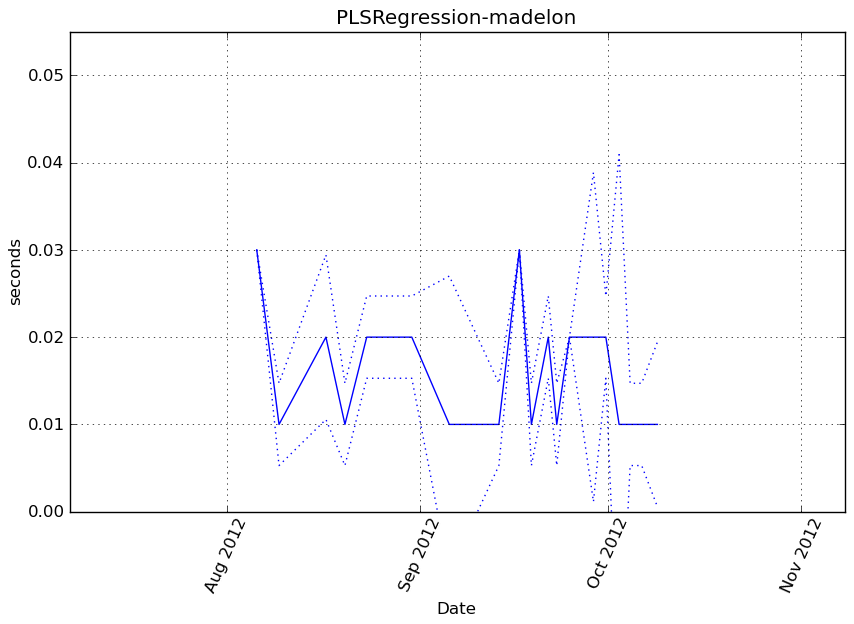 PLSRegression-madelon
0.05
0.04
0.03
0.02
0.01
0.00
seconds
Aug 2012
Sep 2012
Oct 2012
Nov 2012
Date